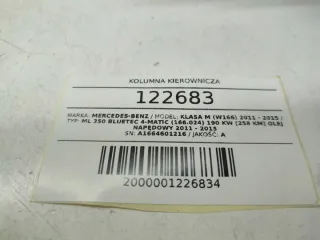 KOLUMNA KIEROWNICZA
122683
MARKA: MERCEDES-BENZ / MODEL: KLASA M (W166) 2011 - 2015 /
TYP: ML 350 BLUETEC 4-MATIC (166.024) 190 KW [258 KM] OLEJ
NAPĘDOWY 2011 - 2015
SN: A1664601216 / JAKOŚĆ: A
2000001226834